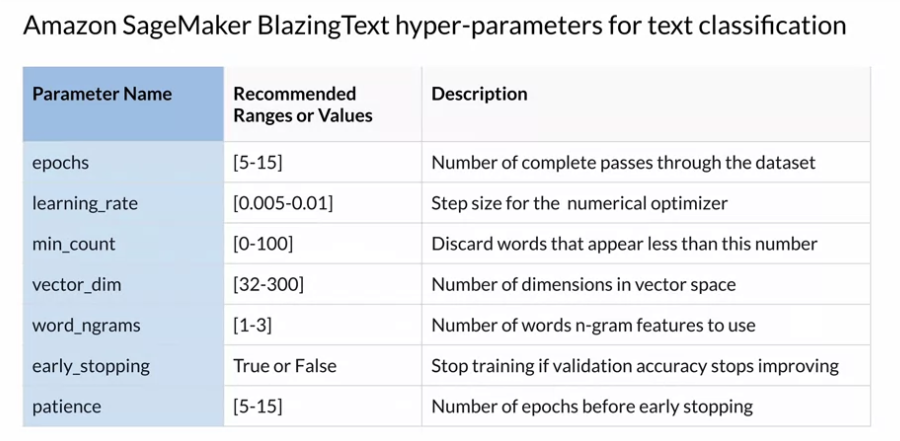 Amazon SageMaker BlazingText hyper-parameters for text classification
Parameter Name Recommended Ranges or Values Description
epochs [5-15] Number of complete passes through the dataset
learning_rate [0.005-0.01] Step size for the numerical optimizer
min_count [0-100] Discard words that appear less than this number
vector_dim [32-300] Number of dimensions in vector space
word_ngrams [1-3] Number of words n-gram features to use
early_stopping True or False Stop training if validation accuracy stops improving
patience [5-15] Number of epochs before early stopping